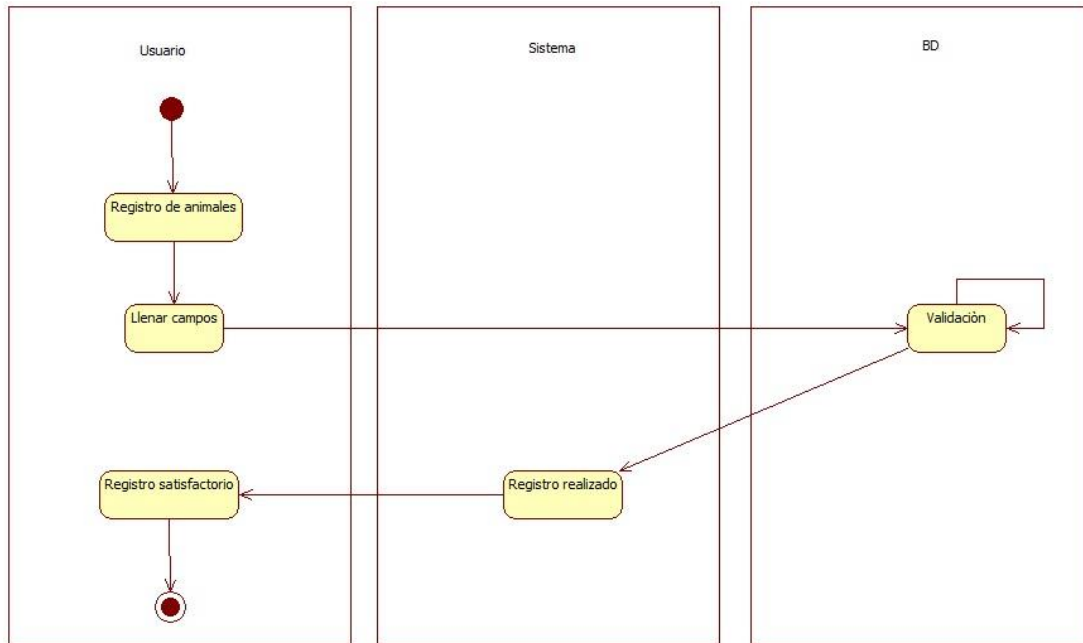 Usuario
Sistema
BD
Registro de animales
Llenar campos
Validaciòn
Registro satisfactorio
Registro realizado